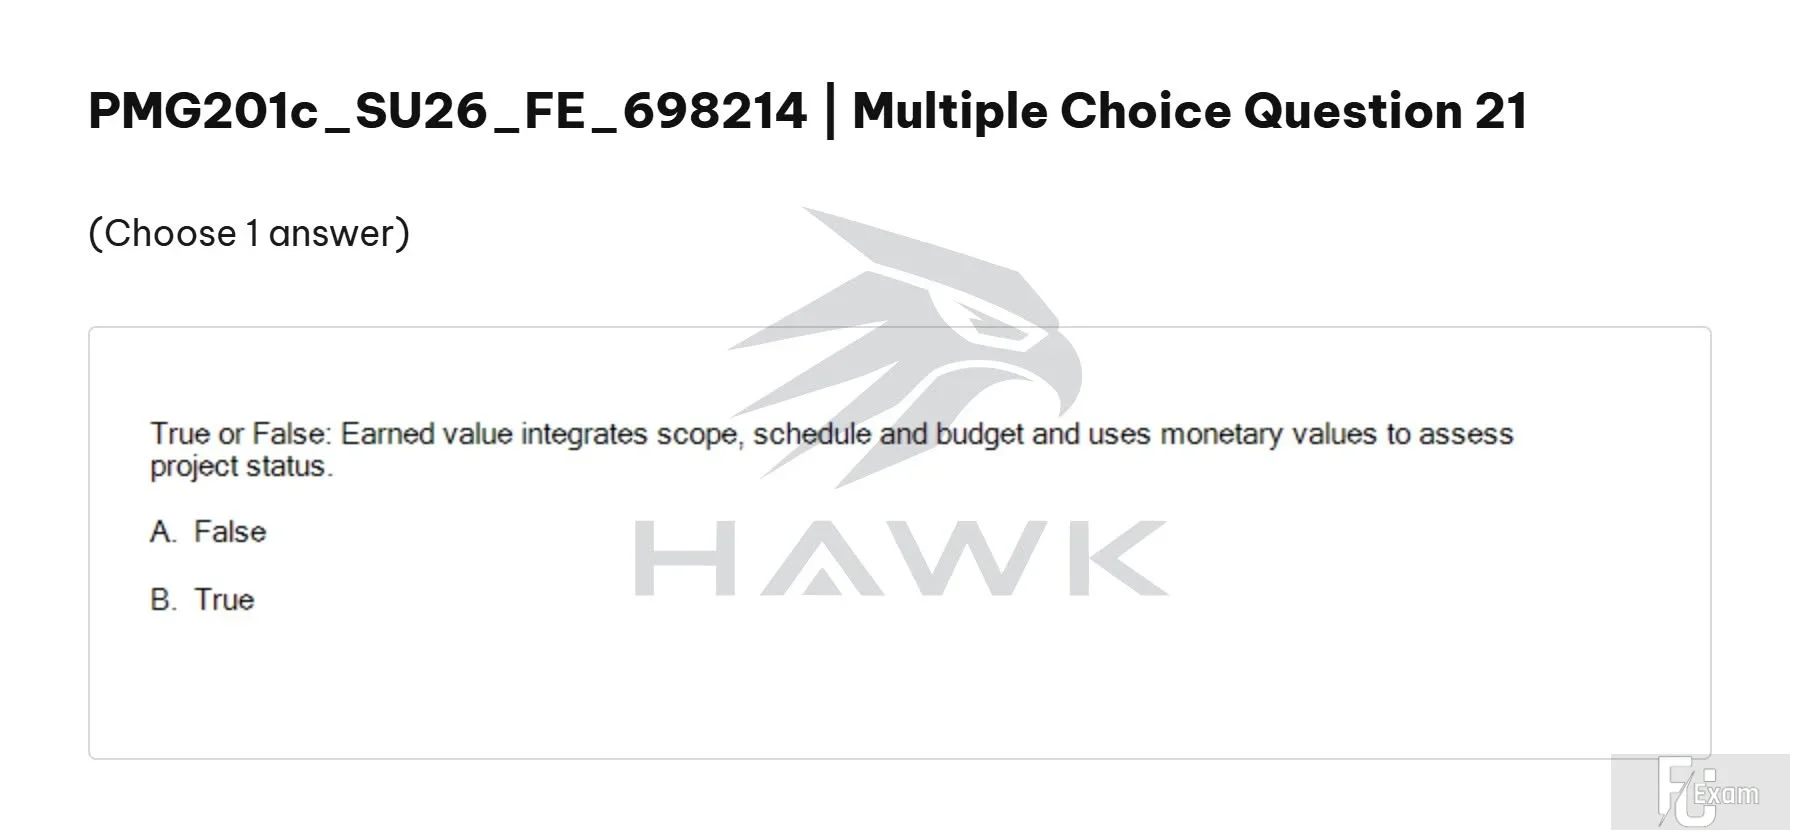 PMG201c_SU26_FE_698214 | Multiple Choice Question 21
(Choose 1 answer)
True or False: Earned value integrates scope, schedule and budget and uses monetary values to assess
project status.
A. False
B. True
HAWK
FU Exam